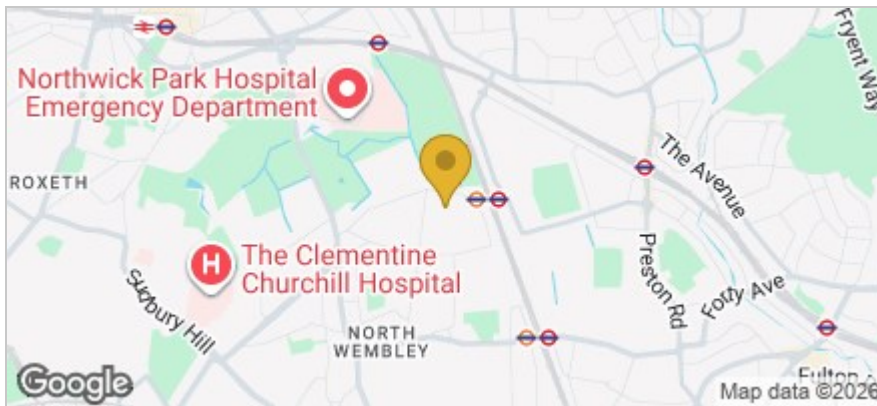 Fryent Way
Northwick Park Hospital
Emergency Department
The Avenue
ROXETH
H
The Clementine
Churchill Hospital
Preston Rd
Forty Ave
Sudbury Hill
NORTH
WEMBLEY
Google
Map data ©2026